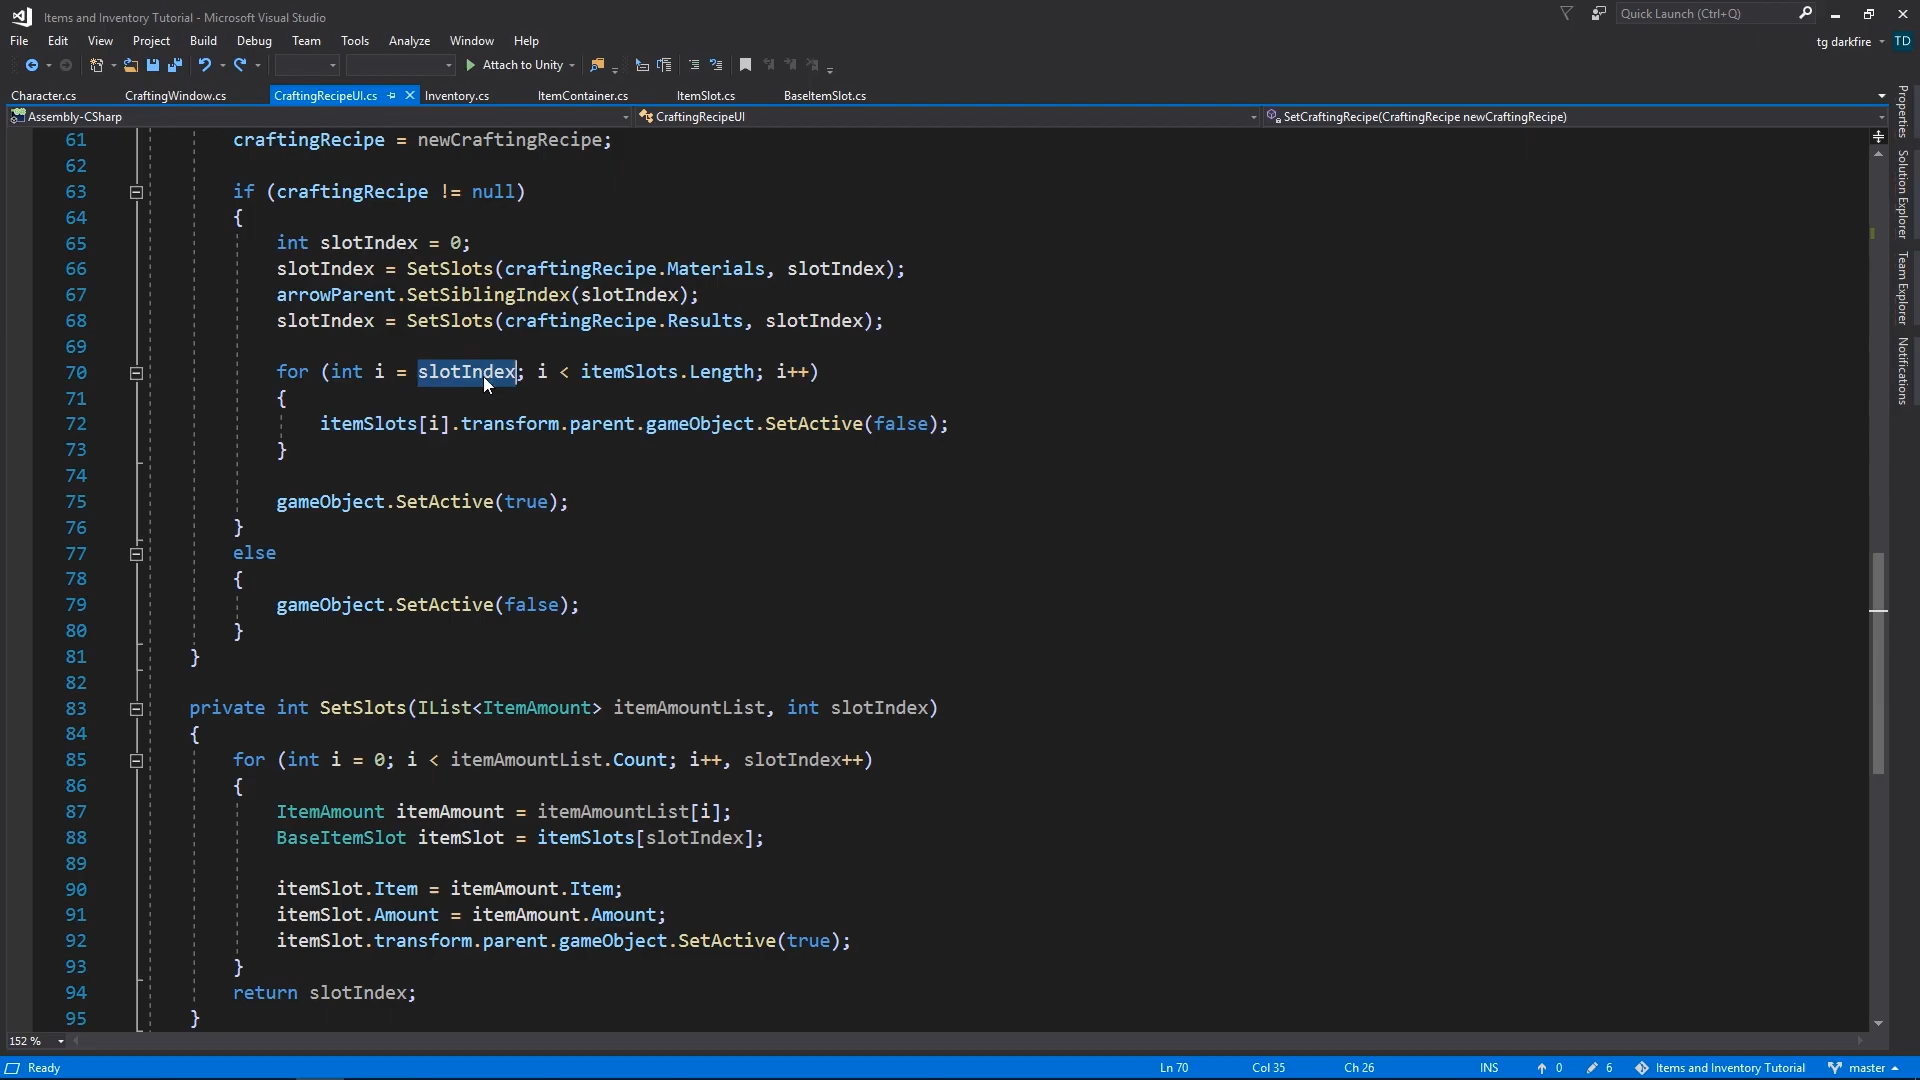 Items and Inventory Tutorial - Microsoft Visual Studio
Quick Launch (Ctrl+Q)
File Edit View Project Build Debug Team Tools Analyze Window Help
tg darkfire TD
Attach to Unity
Character.cs CraftingWindow.cs CraftingRecipeUI.cs Inventory.cs ItemContainer.cs ItemSlot.cs BaseItemSlot.cs
Assembly-CSharp CraftingRecipeUI SetCraftingRecipe(CraftingRecipe newCraftingRecipe)
61 craftingRecipe = newCraftingRecipe;
62
63 if (craftingRecipe != null)
64 {
65 int slotIndex = 0;
66 slotIndex = SetSlots(craftingRecipe.Materials, slotIndex);
67 arrowParent.SetSiblingIndex(slotIndex);
68 slotIndex = SetSlots(craftingRecipe.Results, slotIndex);
69
70 for (int i = slotIndex; i < itemSlots.Length; i++)
71 {
72 itemSlots[i].transform.parent.gameObject.SetActive(false);
73 }
74
75 gameObject.SetActive(true);
76 }
77 else
78 {
79 gameObject.SetActive(false);
80 }
81 }
82
83 private int SetSlots(IList<ItemAmount> itemAmountList, int slotIndex)
84 {
85 for (int i = 0; i < itemAmountList.Count; i++, slotIndex++)
86 {
87 ItemAmount itemAmount = itemAmountList[i];
88 BaseItemSlot itemSlot = itemSlots[slotIndex];
89
90 itemSlot.Item = itemAmount.Item;
91 itemSlot.Amount = itemAmount.Amount;
92 itemSlot.transform.parent.gameObject.SetActive(true);
93 }
94 return slotIndex;
95 }
Properties
Solution Explorer
Team Explorer
Notifications
152 %
Ready Ln 70 Col 35 Ch 26 INS 0 6 Items and Inventory Tutorial master